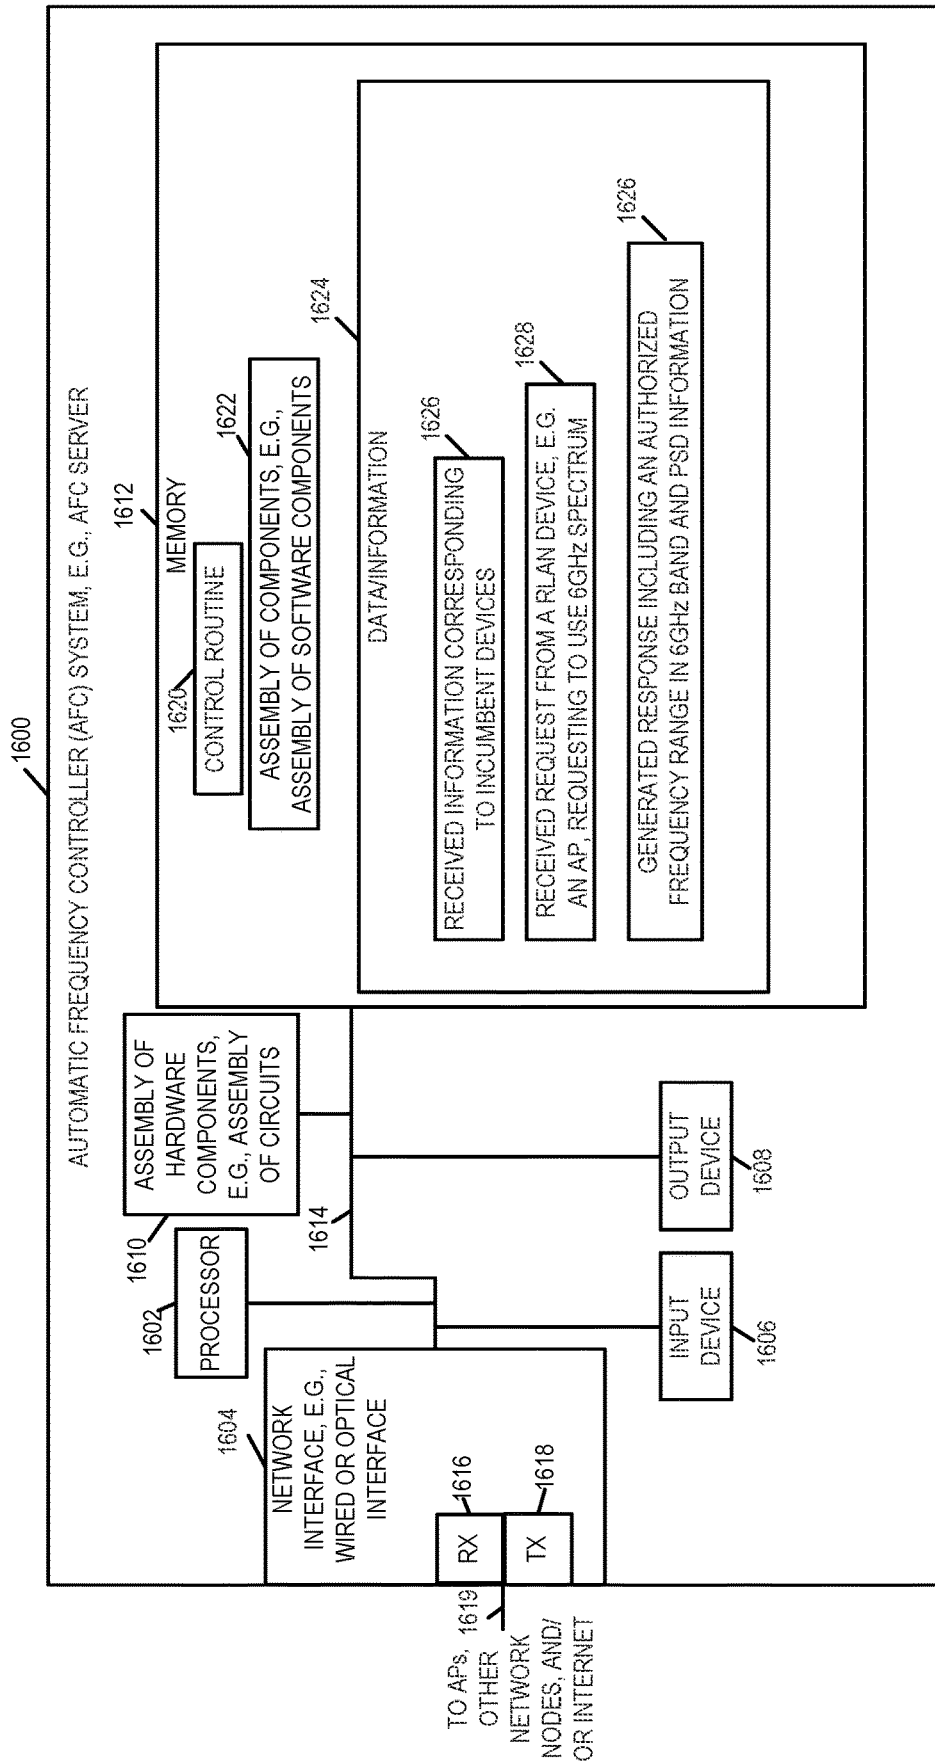 1600
AUTOMATIC FREQUENCY CONTROLLER (AFC) SYSTEM, E.G., AFC SERVER
1604
NETWORK
INTERFACE, E.G.,
WIRED OR OPTICAL
INTERFACE
RX
1616
TX
1618
1619
TO APs,
OTHER
NETWORK
NODES, AND/
OR INTERNET
1602
PROCESSOR
1610
ASSEMBLY OF
HARDWARE
COMPONENTS,
E.G., ASSEMBLY
OF CIRCUITS
1614
INPUT
DEVICE
1606
OUTPUT
DEVICE
1608
1612
MEMORY
1620
CONTROL ROUTINE
1622
ASSEMBLY OF COMPONENTS, E.G.,
ASSEMBLY OF SOFTWARE COMPONENTS
1624
DATA/INFORMATION
1626
RECEIVED INFORMATION CORRESPONDING
TO INCUMBENT DEVICES
1628
RECEIVED REQUEST FROM A RLAN DEVICE, E.G.
AN AP, REQUESTING TO USE 6GHz SPECTRUM
1626
GENERATED RESPONSE INCLUDING AN AUTHORIZED
FREQUENCY RANGE IN 6GHz BAND AND PSD INFORMATION